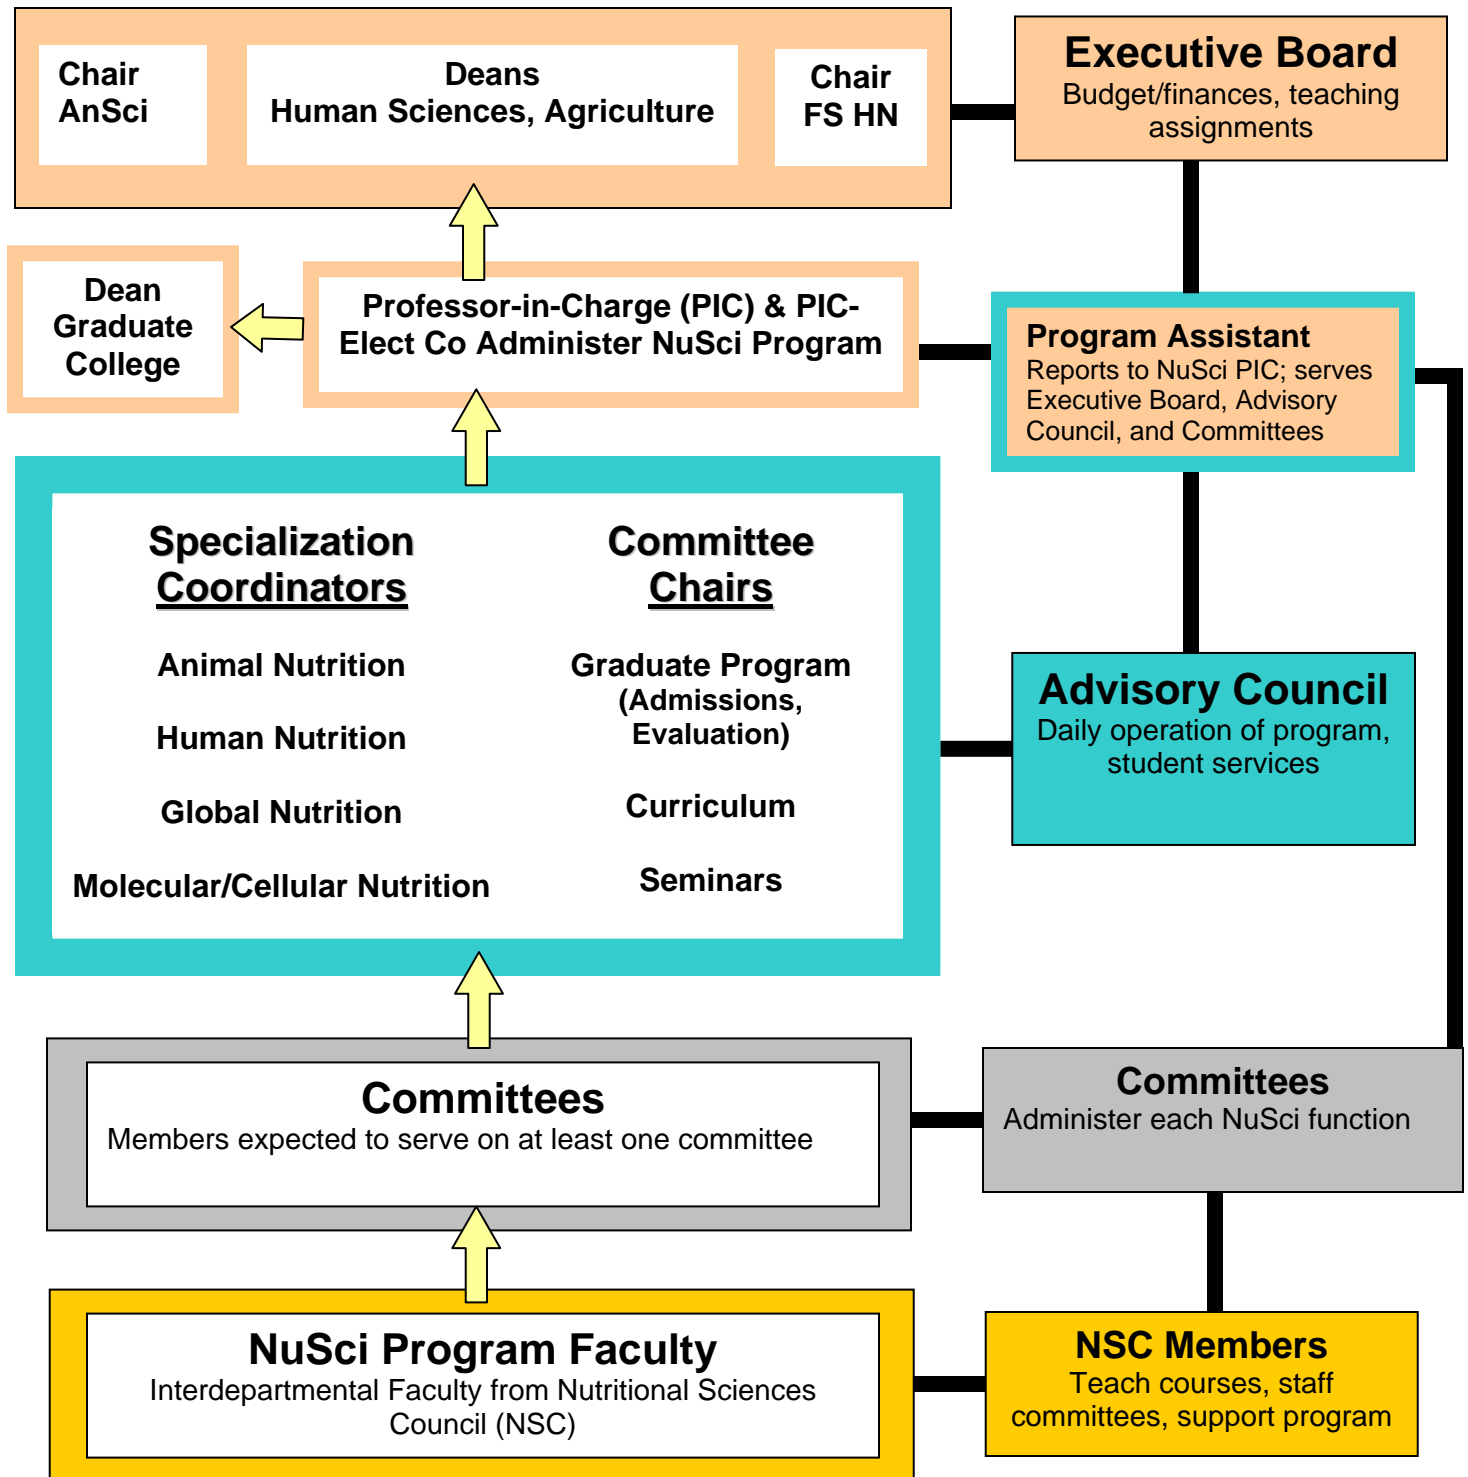 Chair
AnSci
Deans
Human Sciences, Agriculture
Chair
FS HN
Executive Board
Budget/finances, teaching
assignments
Dean
Graduate
College
Professor-in-Charge (PIC) & PIC-
Elect Co Administer NuSci Program
Program Assistant
Reports to NuSci PIC; serves
Executive Board, Advisory
Council, and Committees
Specialization
Coordinators
Animal Nutrition
Human Nutrition
Global Nutrition
Molecular/Cellular Nutrition
Committee
Chairs
Graduate Program
(Admissions,
Evaluation)
Curriculum
Seminars
Advisory Council
Daily operation of program,
student services
Committees
Members expected to serve on at least one committee
Committees
Administer each NuSci function
NuSci Program Faculty
Interdepartmental Faculty from Nutritional Sciences
Council (NSC)
NSC Members
Teach courses, staff
committees, support program